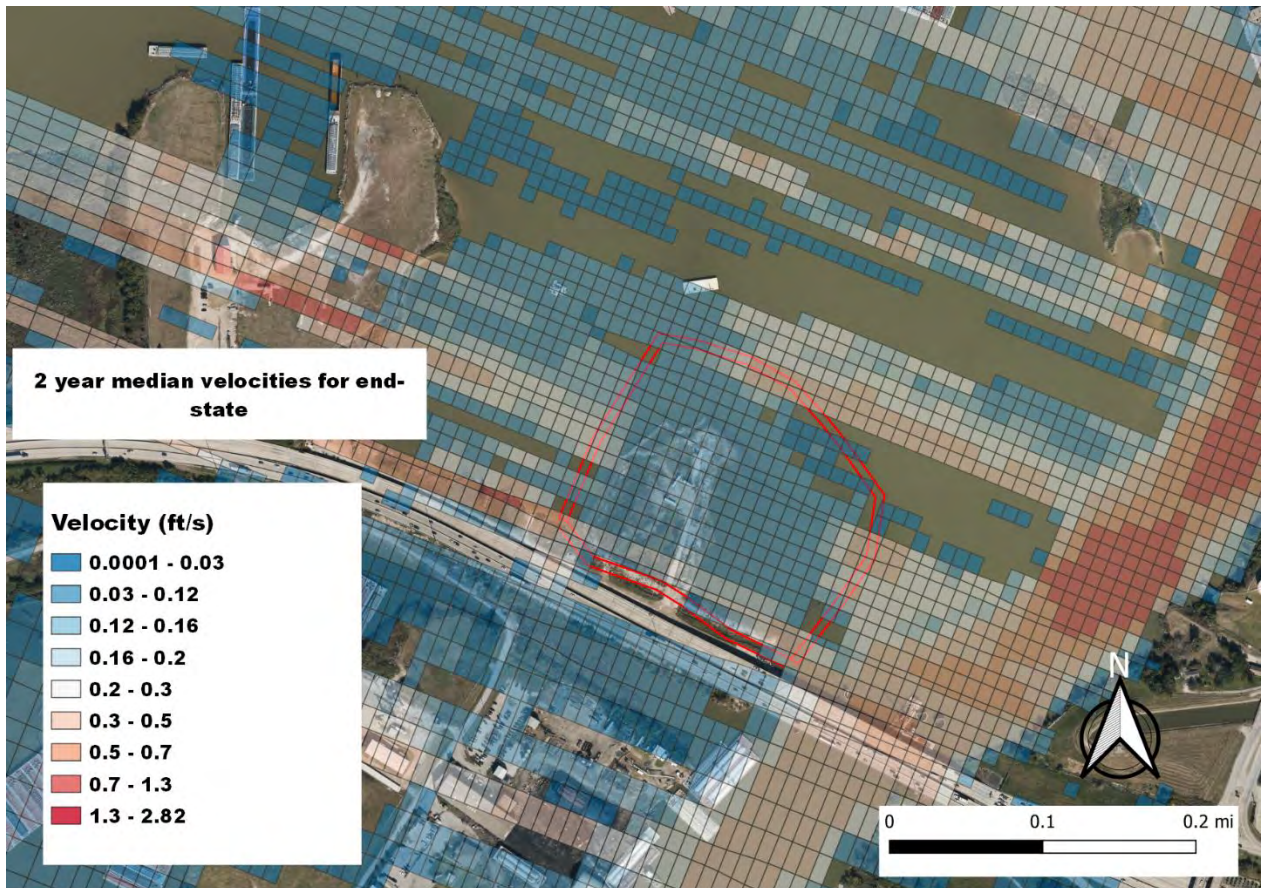 2 year median velocities for end-
state
Velocity (ft/s)
0.0001 - 0.03
0.03 - 0.12
0.12 - 0.16
0.16 - 0.2
0.2 - 0.3
0.3 - 0.5
0.5 - 0.7
0.7 - 1.3
1.3 - 2.82
N
0 0.1 0.2 mi